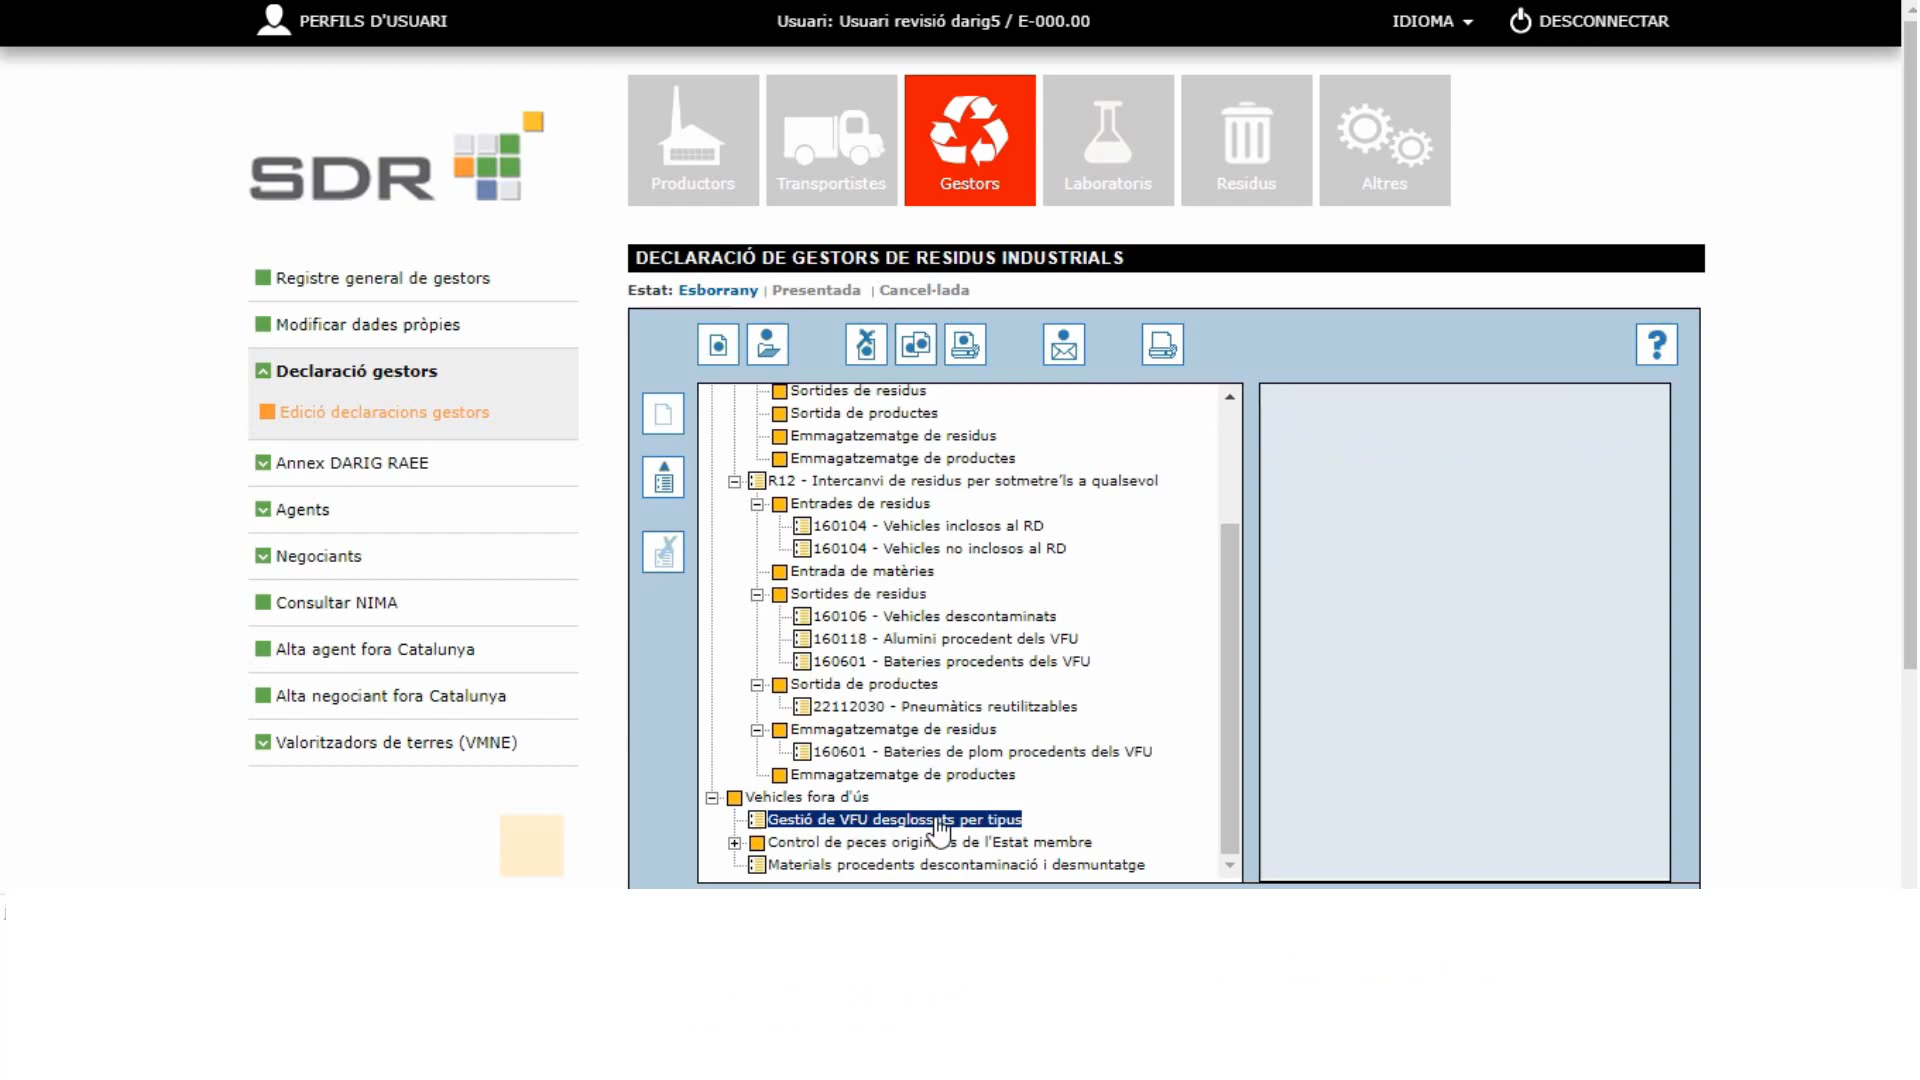 PERFILS D'USUARI
Usuari: Usuari revisió darig5 / E-000.00
IDIOMA
DESCONNECTAR
SDR
Productors
Transportistes
Gestors
Laboratoris
Residus
Altres
DECLARACIÓ DE GESTORS DE RESIDUS INDUSTRIALS
Estat: Esborrany | Presentada | Cancel·lada
Registre general de gestors
Modificar dades pròpies
Declaració gestors
Edició declaracions gestors
Annex DARIG RAEE
Agents
Negociants
Consultar NIMA
Alta agent fora Catalunya
Alta negociant fora Catalunya
Valoritzadors de terres (VMNE)
?
Sortides de residus
Sortida de productes
Emmagatzematge de residus
Emmagatzematge de productes
R12 - Intercanvi de residus per sotmetre'ls a qualsevol
Entrades de residus
160104 - Vehicles inclosos al RD
160104 - Vehicles no inclosos al RD
Entrada de matèries
Sortides de residus
160106 - Vehicles descontaminats
160118 - Alumini procedent dels VFU
160601 - Bateries procedents dels VFU
Sortida de productes
22112030 - Pneumàtics reutilitzables
Emmagatzematge de residus
160601 - Bateries de plom procedents dels VFU
Emmagatzematge de productes
Vehicles fora d'ús
Gestió de VFU desglossats per tipus
Control de peces originàries de l'Estat membre
Materials procedents descontaminació i desmuntatge